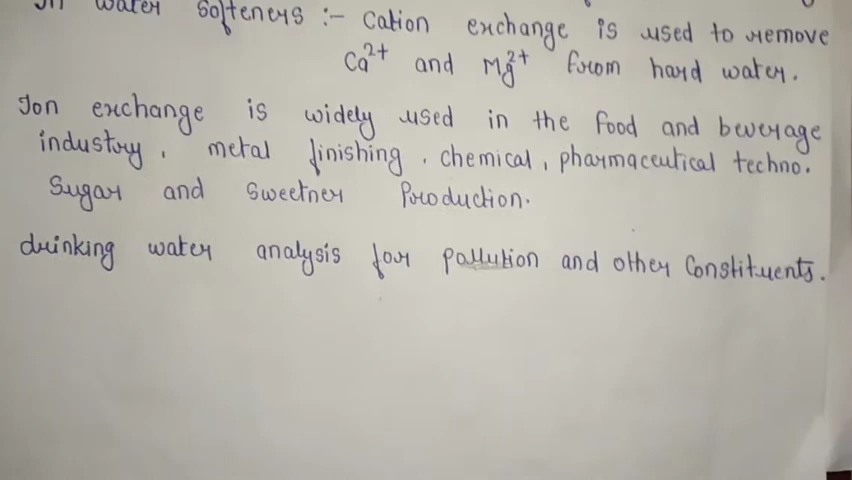 In water softeners :- Cation exchange is used to remove
Ca²⁺ and Mg²⁺ from hard water.
Ion exchange is widely used in the food and beverage
industry, metal finishing, chemical, pharmaceutical techno.
Sugar and Sweetner Production.
drinking water analysis for pollution and other Constituents.